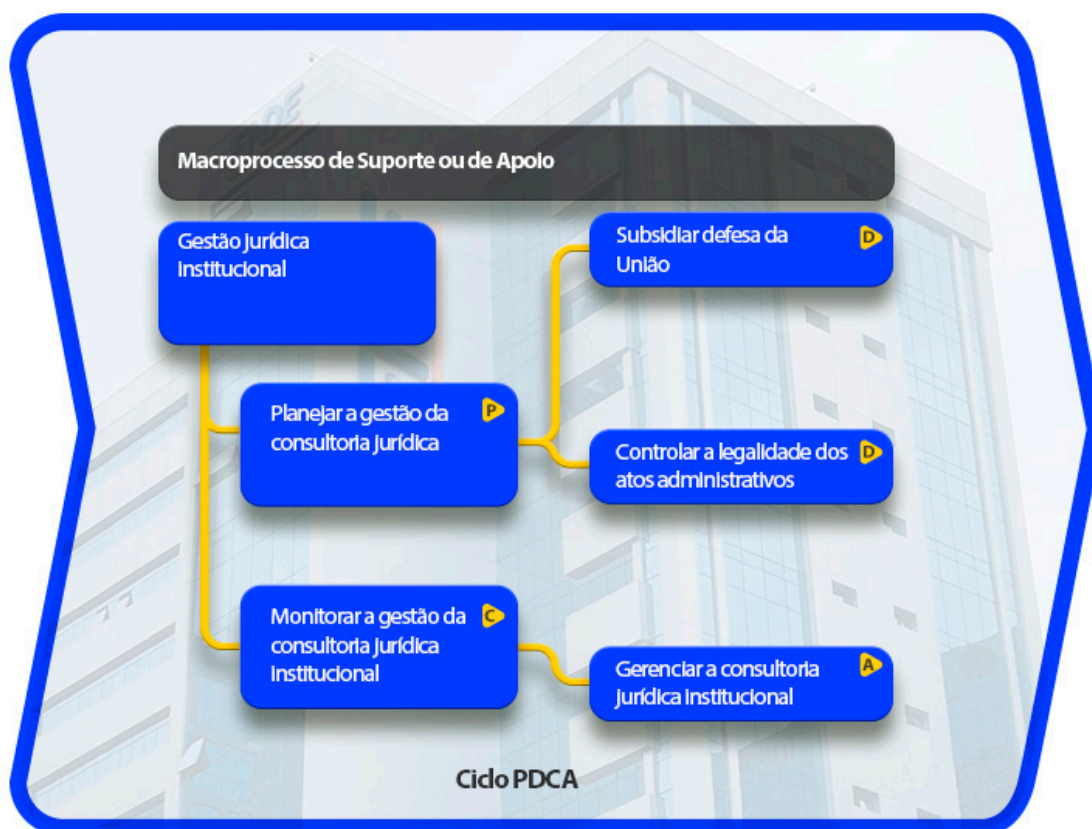 Macroprocesso de Suporte ou de Apoio
Gestão jurídica
institucional
Subsidiar defesa da
União
D
Planejar a gestão da
consultoria jurídica
P
Controlar a legalidade dos
atos administrativos
D
Monitorar a gestão da
consultoria jurídica
institucional
C
Gerenciar a consultoria
jurídica institucional
A
Ciclo PDCA